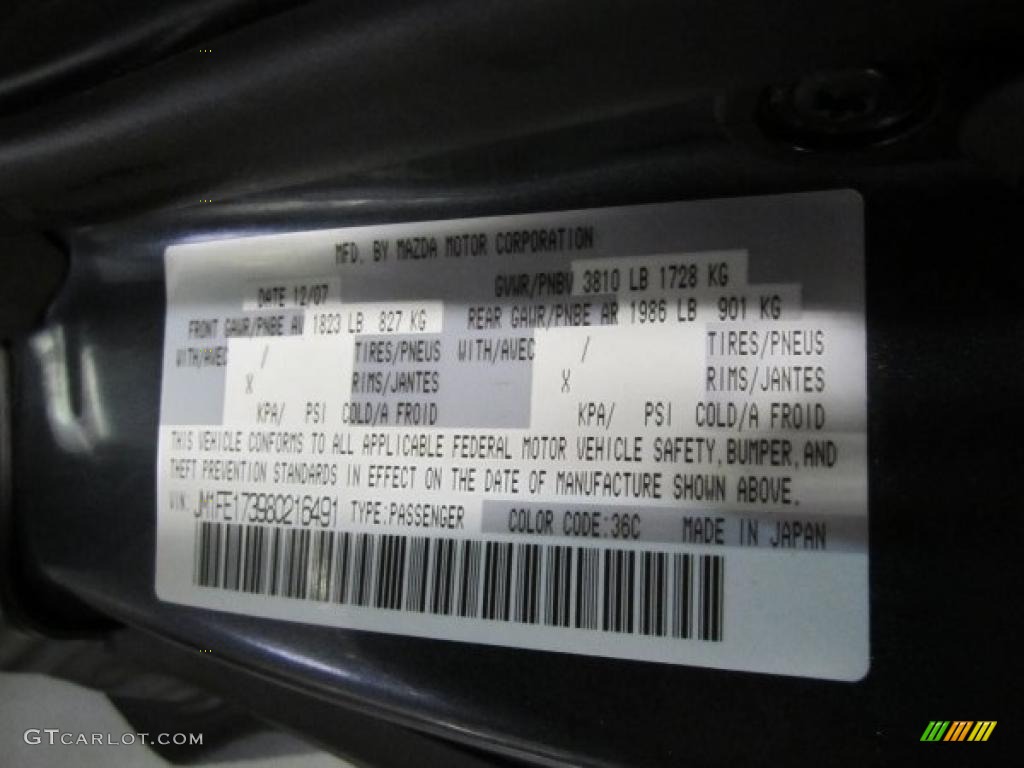 MFD. BY MAZDA MOTOR CORPORATION
DATE 12/07 GVWR/PNBV 3810 LB 1728 KG
FRONT GAWR/PNBE AV 1823 LB 827 KG REAR GAWR/PNBE AR 1986 LB 901 KG
WITH/AVEC / TIRES/PNEUS WITH/AVEC / TIRES/PNEUS
X RIMS/JANTES X RIMS/JANTES
KPA/ PSI COLD/A FROID KPA/ PSI COLD/A FROID
THIS VEHICLE CONFORMS TO ALL APPLICABLE FEDERAL MOTOR VEHICLE SAFETY, BUMPER, AND
THEFT PREVENTION STANDARDS IN EFFECT ON THE DATE OF MANUFACTURE SHOWN ABOVE.
VIN: JM1FE173980216491 TYPE:PASSENGER COLOR CODE:36C MADE IN JAPAN
GTCARLOT.COM